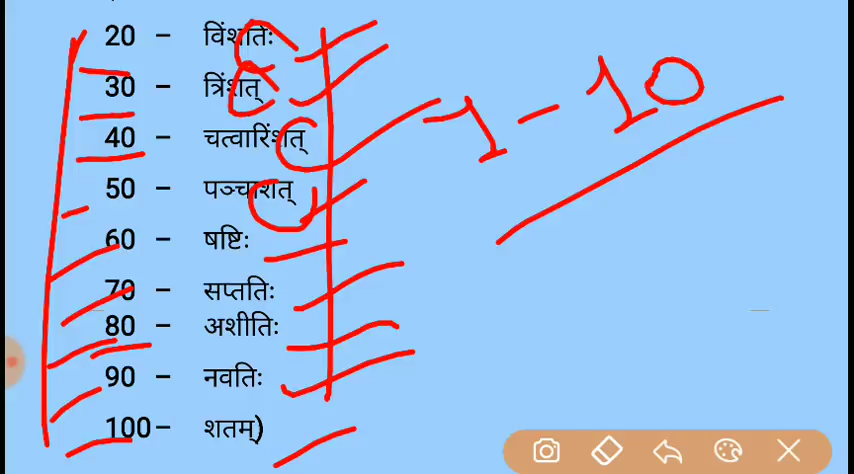 20 – विंशतिः
30 – त्रिंशत्
40 – चत्वारिंशत्
1 – 10
50 – पञ्चाशत्
60 – षष्टिः
70 – सप्ततिः
80 – अशीतिः
90 – नवतिः
100 – शतम्)